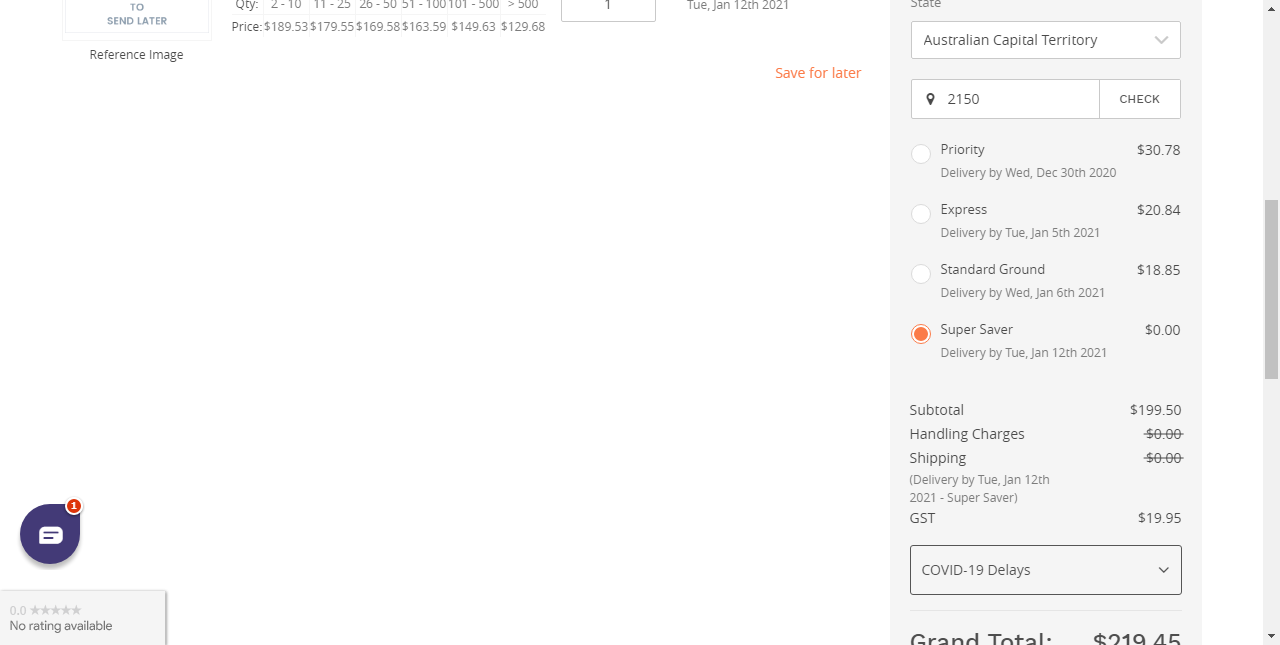 TO
SEND LATER
Reference Image
Qty: 2 - 10 11 - 25 26 - 50 51 - 100 101 - 500 > 500
Price: $189.53 $179.55 $169.58 $163.59 $149.63 $129.68
1
Tue, Jan 12th 2021
Save for later
State
Australian Capital Territory
2150 CHECK
Priority $30.78
Delivery by Wed, Dec 30th 2020
Express $20.84
Delivery by Tue, Jan 5th 2021
Standard Ground $18.85
Delivery by Wed, Jan 6th 2021
Super Saver $0.00
Delivery by Tue, Jan 12th 2021
Subtotal $199.50
Handling Charges $0.00
Shipping $0.00
(Delivery by Tue, Jan 12th
2021 - Super Saver)
GST $19.95
COVID-19 Delays
Grand Total: $219.45
1
0.0 ★★★★★
No rating available